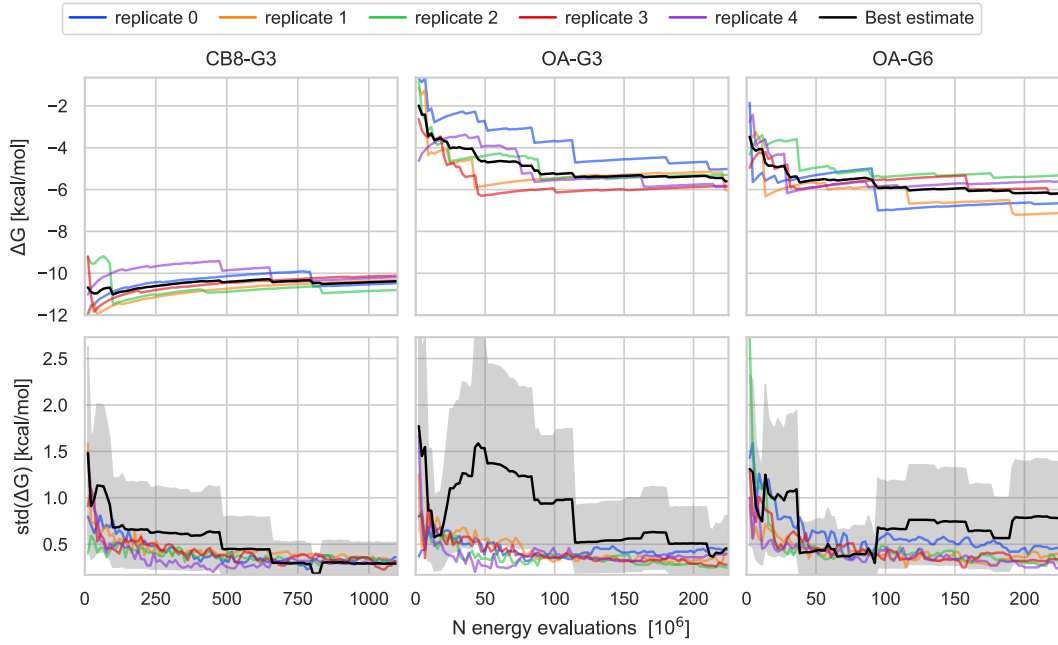 replicate 0 replicate 1 replicate 2 replicate 3 replicate 4 Best estimate
CB8-G3 OA-G3 OA-G6
ΔG [kcal/mol]
−2
−4
−6
−8
−10
−12
std(ΔG) [kcal/mol]
2.5
2.0
1.5
1.0
0.5
0 250 500 750 1000 0 50 100 150 200 0 50 100 150 200
N energy evaluations [10⁶]